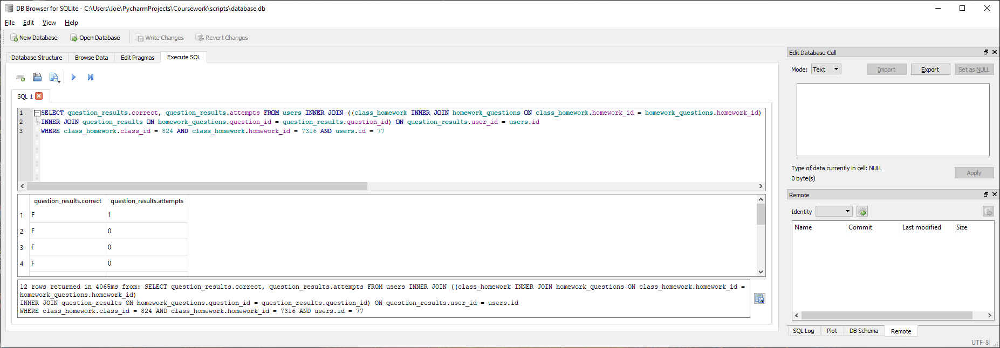 DB Browser for SQLite - C:\Users\Joe\PycharmProjects\Coursework\scripts\database.db
File Edit View Help
New Database Open Database Write Changes Revert Changes
Database Structure Browse Data Edit Pragmas Execute SQL
SQL 1
1 SELECT question_results.correct, question_results.attempts FROM users INNER JOIN ((class_homework INNER JOIN homework_questions ON class_homework.homework_id = homework_questions.homework_id)
2 INNER JOIN question_results ON homework_questions.question_id = question_results.question_id) ON question_results.user_id = users.id
3 WHERE class_homework.class_id = 824 AND class_homework.homework_id = 7316 AND users.id = 77
question_results.correct question_results.attempts
1 F 1
2 F 0
3 F 0
4 F 0
12 rows returned in 4065ms from: SELECT question_results.correct, question_results.attempts FROM users INNER JOIN ((class_homework INNER JOIN homework_questions ON class_homework.homework_id =
homework_questions.homework_id)
INNER JOIN question_results ON homework_questions.question_id = question_results.question_id) ON question_results.user_id = users.id
WHERE class_homework.class_id = 824 AND class_homework.homework_id = 7316 AND users.id = 77
Edit Database Cell
Mode: Text Import Export Set as NULL
Type of data currently in cell: NULL
0 byte(s)
Apply
Remote
Identity
Name Commit Last modified Size
SQL Log Plot DB Schema Remote
UTF-8